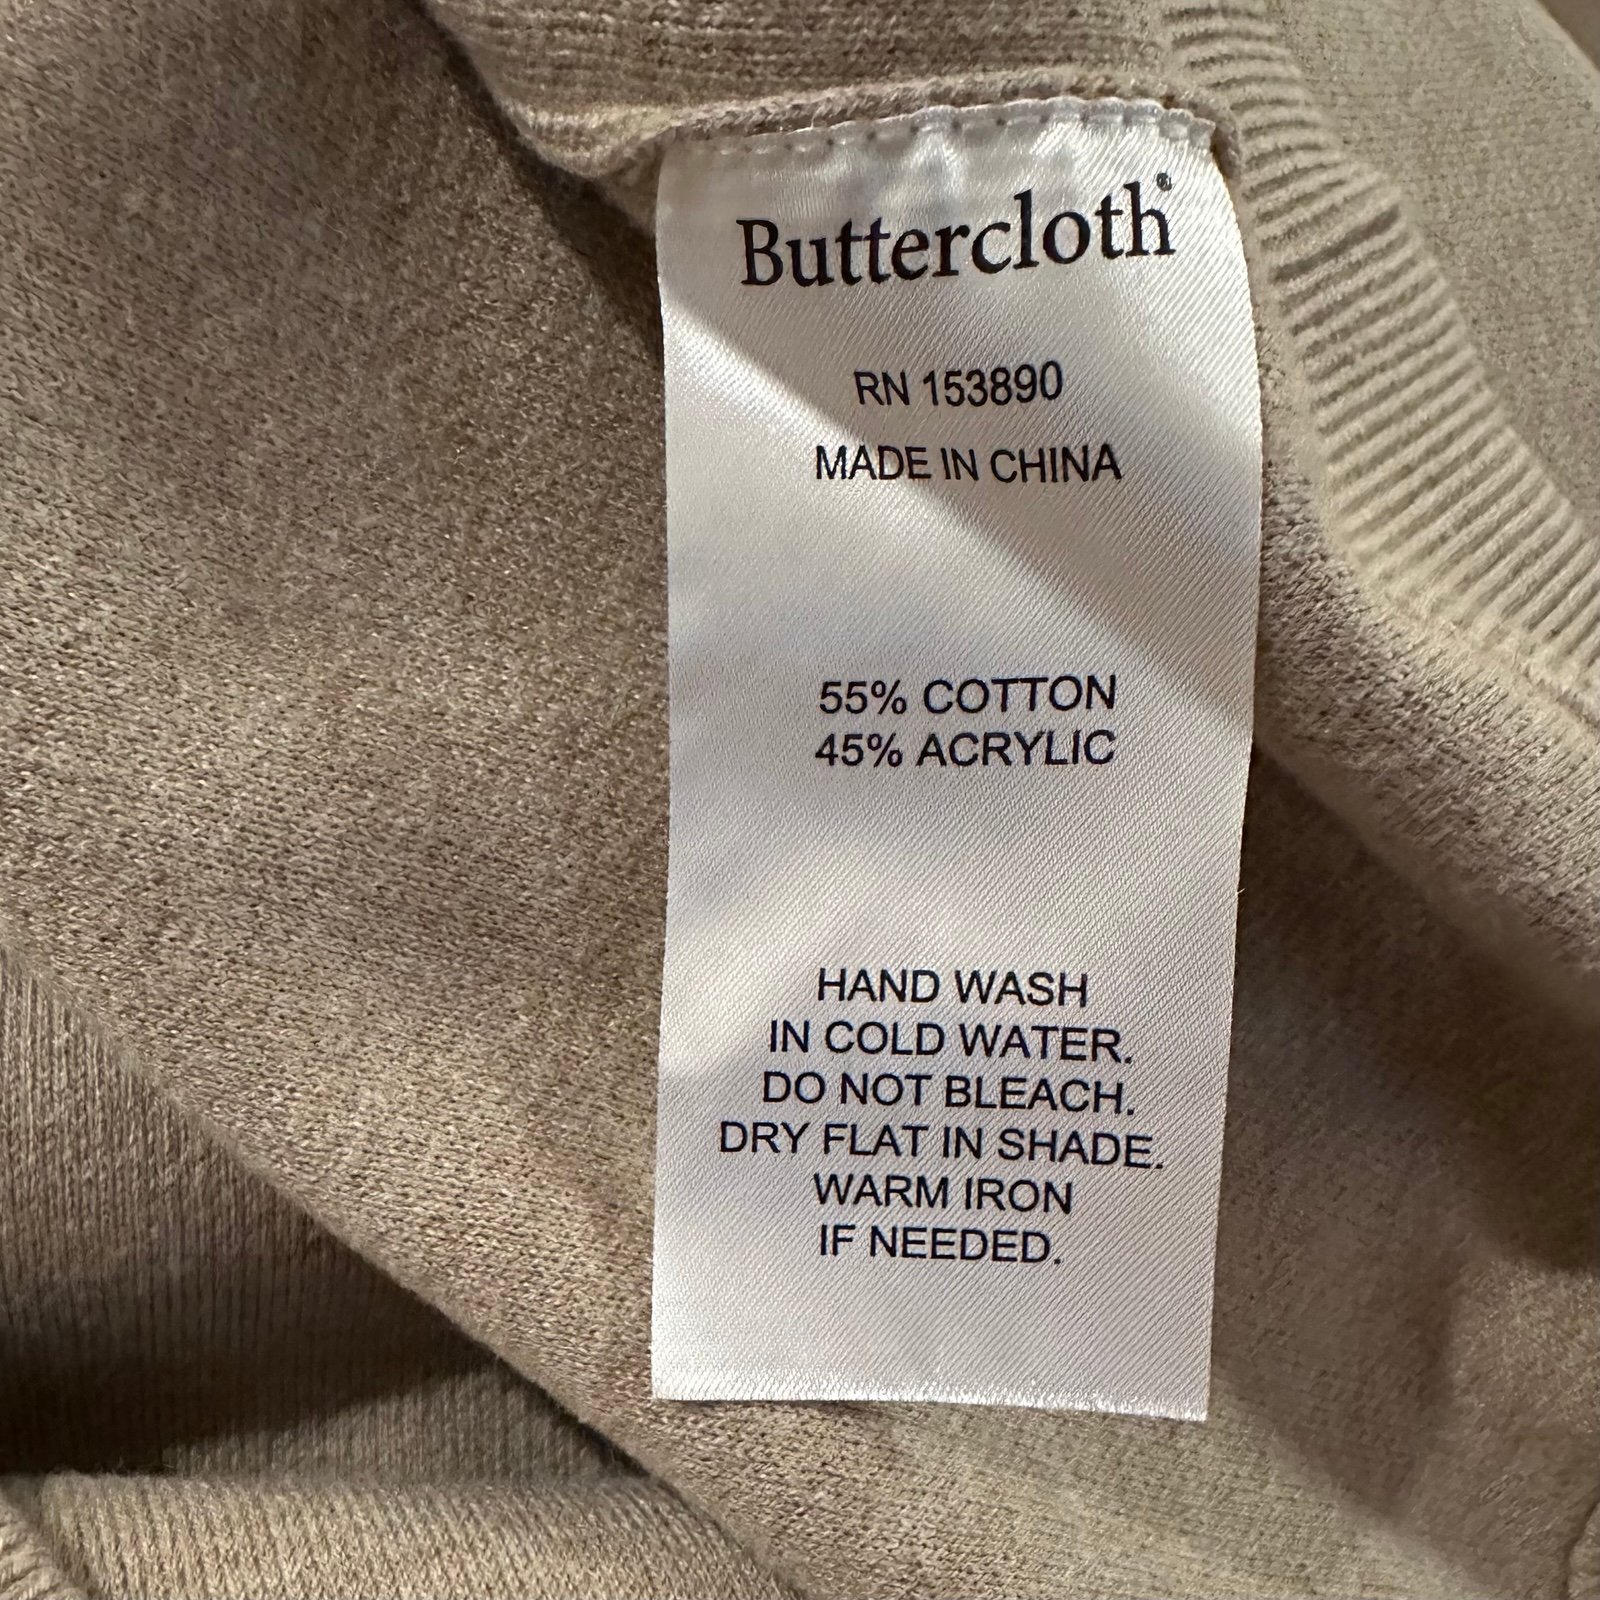 Buttercloth®
RN 153890
MADE IN CHINA
55% COTTON
45% ACRYLIC
HAND WASH
IN COLD WATER.
DO NOT BLEACH.
DRY FLAT IN SHADE.
WARM IRON
IF NEEDED.